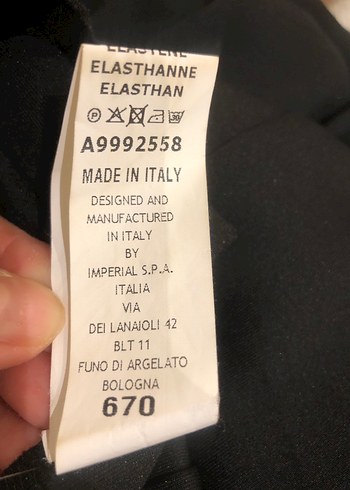 ELASTENE
ELASTHANNE
ELASTHAN
A9992558
MADE IN ITALY
DESIGNED AND
MANUFACTURED
IN ITALY
BY
IMPERIAL S.P.A.
ITALIA
VIA
DEI LANAIOLI 42
BLT 11
FUNO DI ARGELATO
BOLOGNA
670